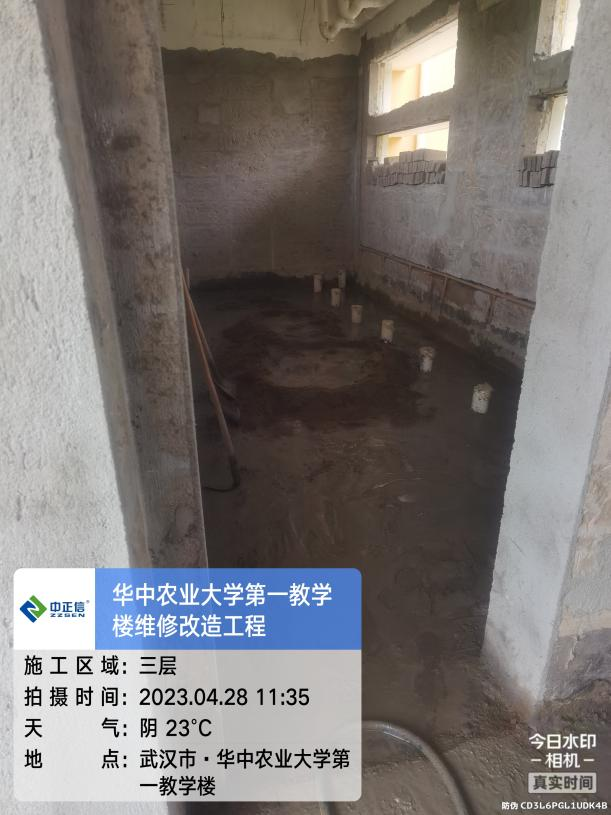 中正信®
ZZSEN
华中农业大学第一教学
楼维修改造工程
施工区域：三层
拍摄时间：2023.04.28 11:35
天气：阴 23℃
地点：武汉市·华中农业大学第
一教学楼
今日水印
相机
真实时间
防伪 CD3L6PGL1UDK4B